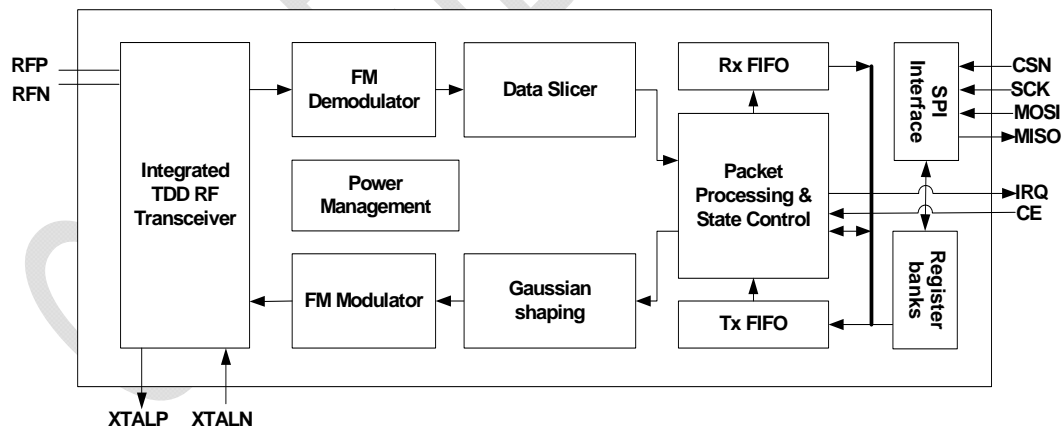 RFP
RFN
Integrated
TDD RF
Transceiver
FM
Demodulator
Data Slicer
Power
Management
FM Modulator
Gaussian
shaping
Rx FIFO
Packet
Processing &
State Control
Tx FIFO
SPI
Interface
Register
banks
CSN
SCK
MOSI
MISO
IRQ
CE
XTALP
XTALN